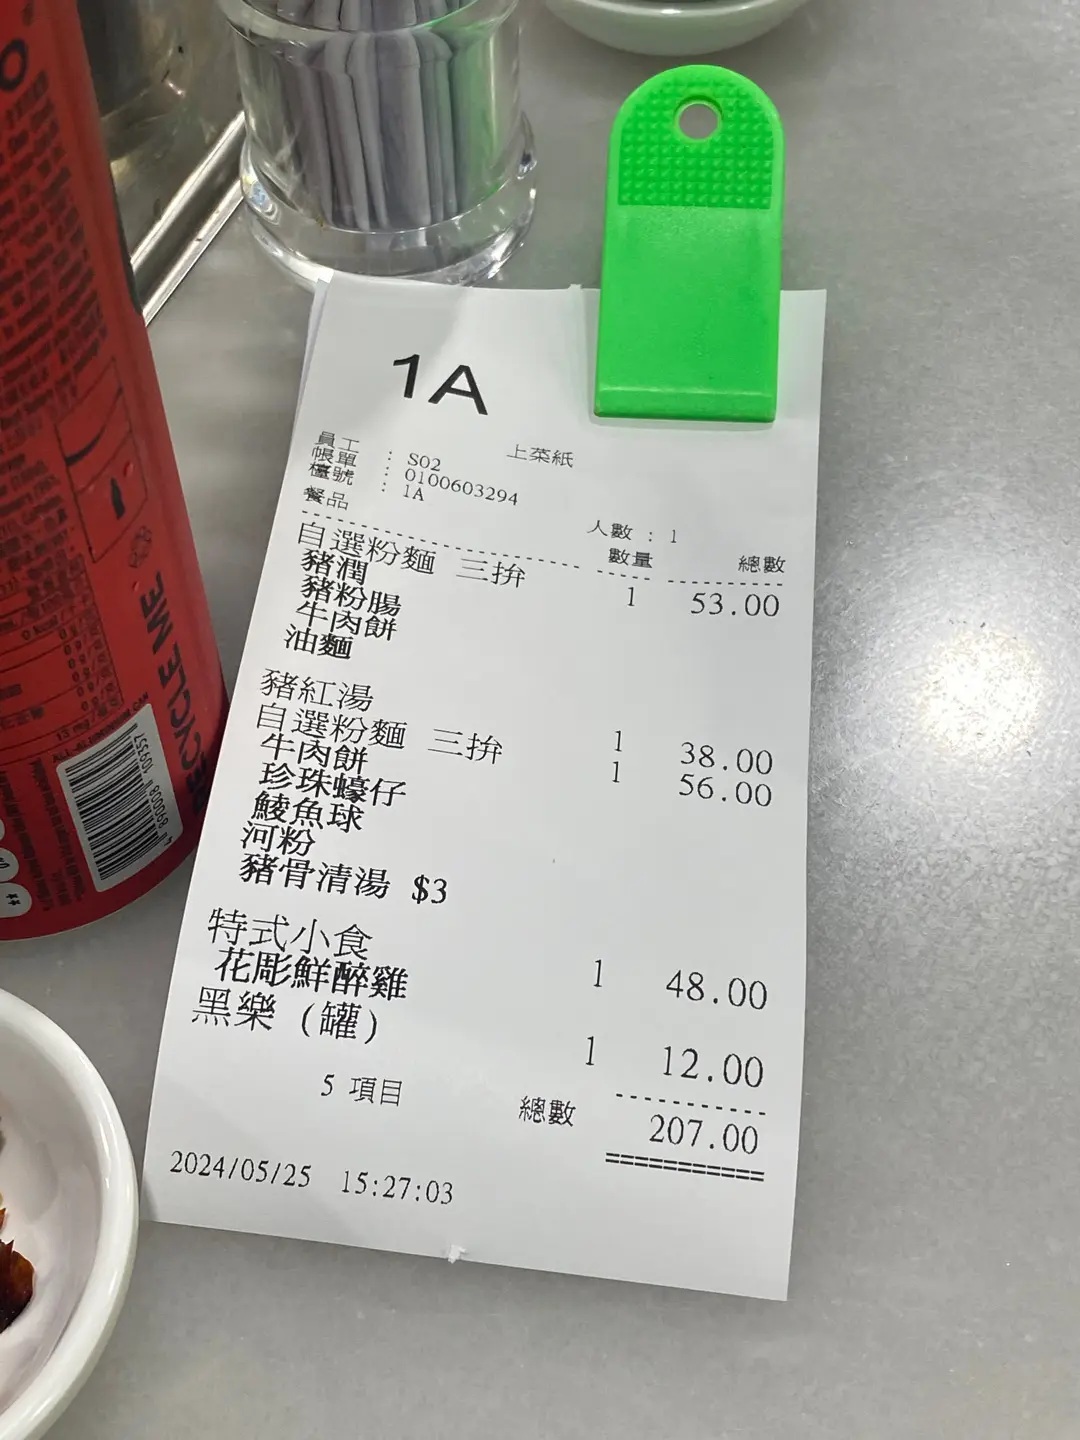 1A
上菜紙
員工 : S02
帳單 : 0100603294
檯號 : 1A
人數 : 1
餐品 數量 總數
自選粉麵 三拚 1 53.00
豬潤
豬粉腸
牛肉餅
油麵
豬紅湯 1 38.00
自選粉麵 三拚 1 56.00
牛肉餅
珍珠蠔仔
鯪魚球
河粉
豬骨清湯 $3
特式小食 1 48.00
花彫鮮醉雞
黑樂 (罐) 1 12.00
5 項目 總數 207.00
2024/05/25 15:27:03
RECYCLE ME